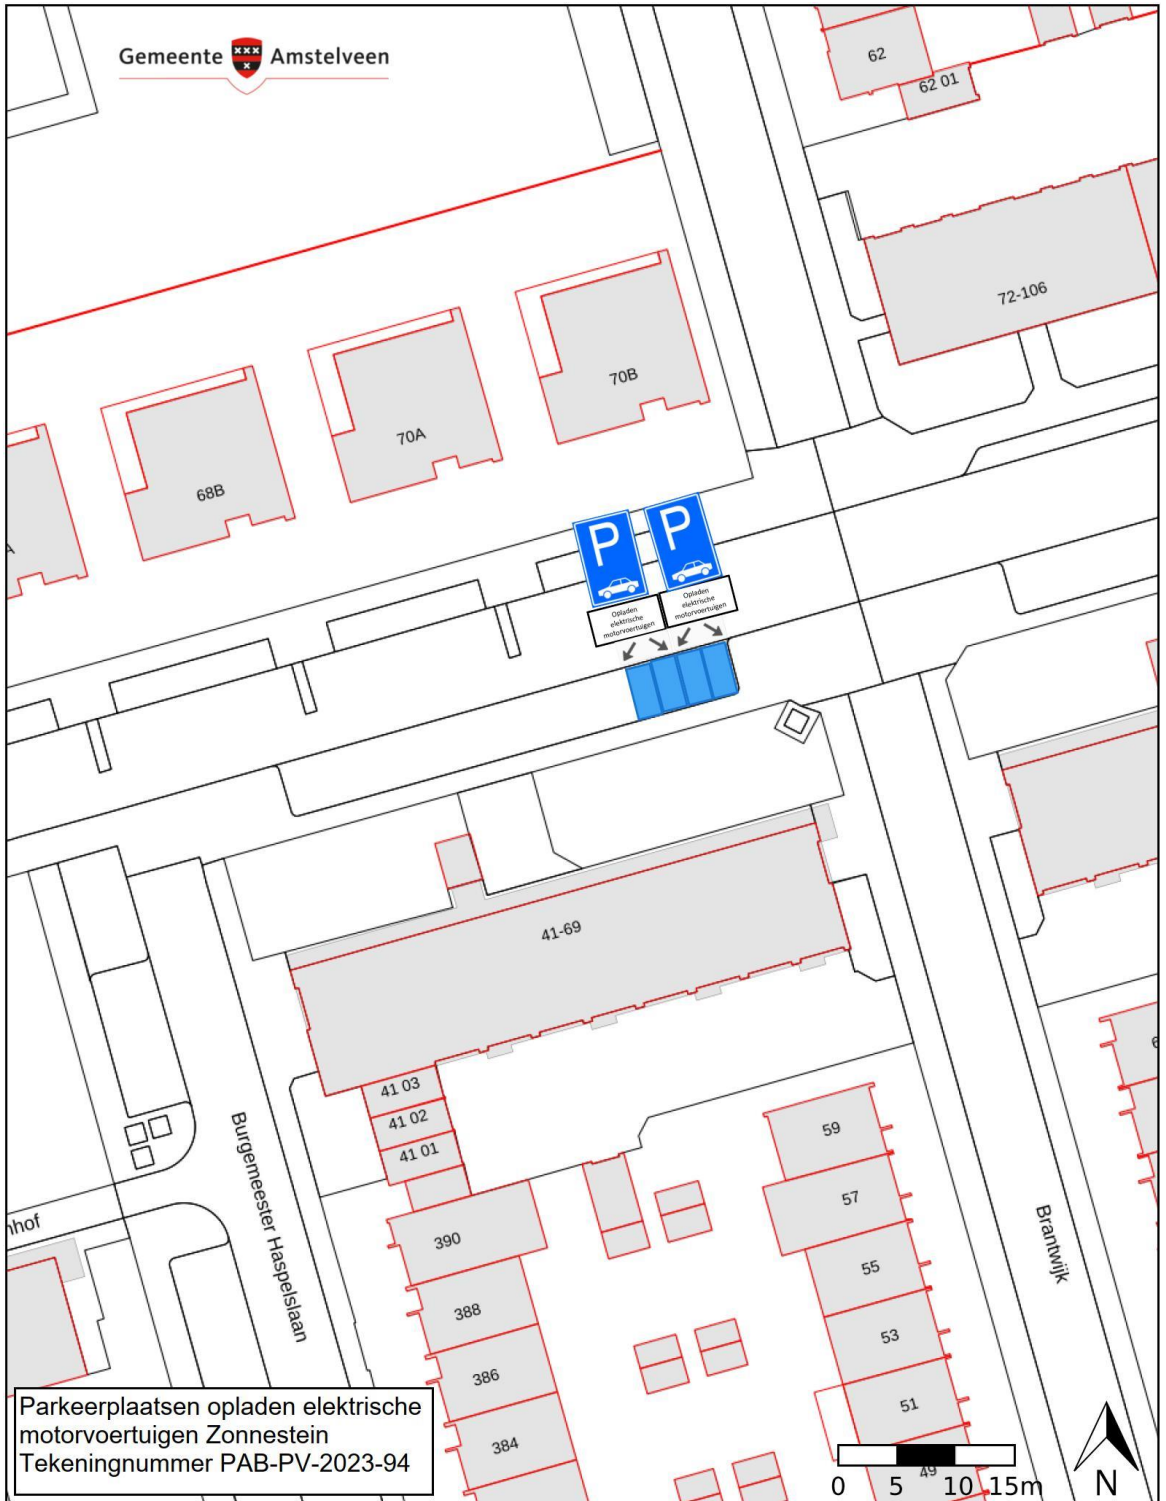 Gemeente Amstelveen
62
62 01
72-106
70B
70A
68B
A
P
P
Opladen
elektrische
motorvoertuigen
Opladen
elektrische
motorvoertuigen
41-69
41 03
41 02
41 01
59
57
55
53
51
49
390
388
386
384
6
nhof
Burgemeester Haspelslaan
Brantwijk
Parkeerplaatsen opladen elektrische
motorvoertuigen Zonnestein
Tekeningnummer PAB-PV-2023-94
0 5 10 15m
N